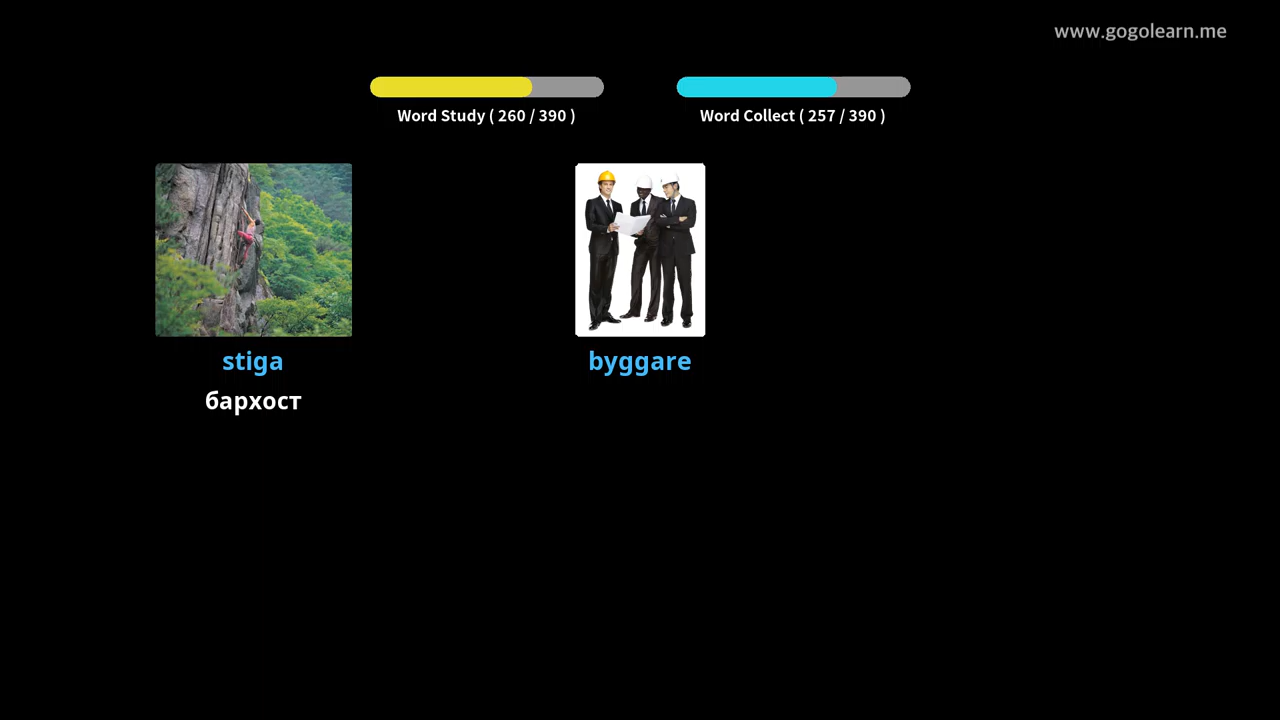 www.gogolearn.me
Word Study ( 260 / 390 )
Word Collect ( 257 / 390 )
stiga
byggare
бархост